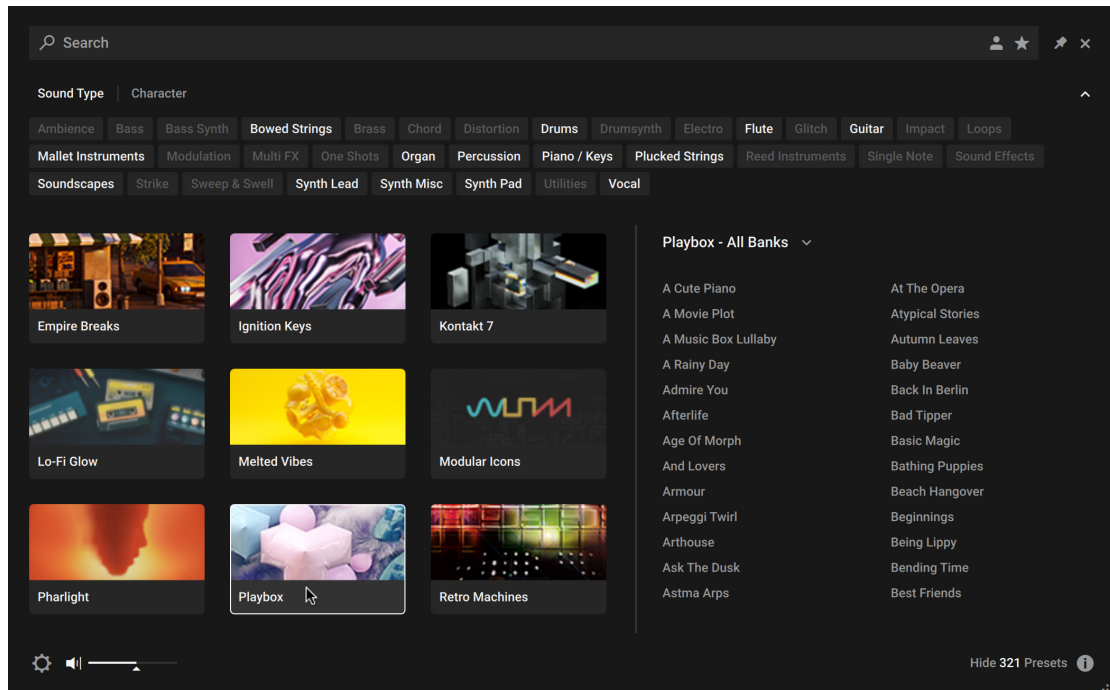 Search
Sound Type Character
Ambience Bass Bass Synth Bowed Strings Brass Chord Distortion Drums Drumsynth Electro Flute Glitch Guitar Impact Loops
Mallet Instruments Modulation Multi FX One Shots Organ Percussion Piano / Keys Plucked Strings Reed Instruments Single Note Sound Effects
Soundscapes Strike Sweep & Swell Synth Lead Synth Misc Synth Pad Utilities Vocal
Empire Breaks Ignition Keys Kontakt 7
Lo-Fi Glow Melted Vibes Modular Icons
Pharlight Playbox Retro Machines
Playbox - All Banks
A Cute Piano At The Opera
A Movie Plot Atypical Stories
A Music Box Lullaby Autumn Leaves
A Rainy Day Baby Beaver
Admire You Back In Berlin
Afterlife Bad Tipper
Age Of Morph Basic Magic
And Lovers Bathing Puppies
Armour Beach Hangover
Arpeggi Twirl Beginnings
Arthouse Being Lippy
Ask The Dusk Bending Time
Astma Arps Best Friends
Hide 321 Presets